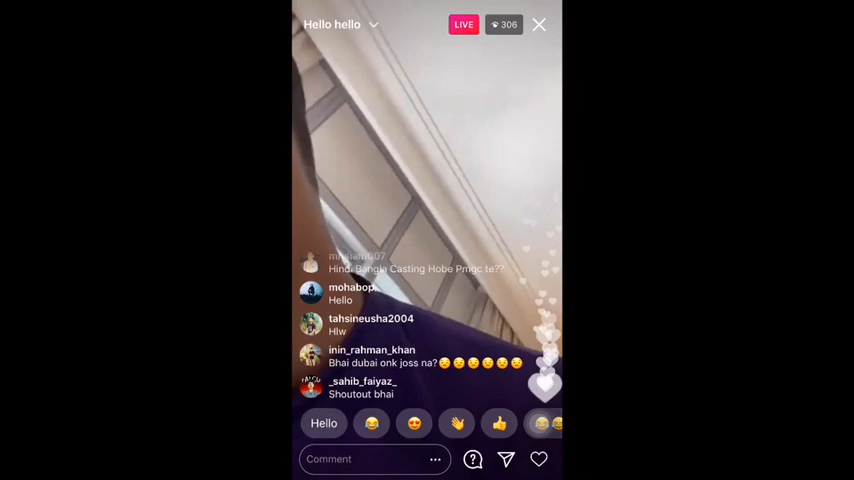 Hello hello
LIVE
306
Hindi Bangla Casting Hobe Pmgc te??
mohabop
Hello
tahsineusha2004
Hlw
inin_rahman_khan
Bhai dubai onk joss na?😣😣😣😣😣😣
_sahib_faiyaz_
Shoutout bhai
Hello
Comment